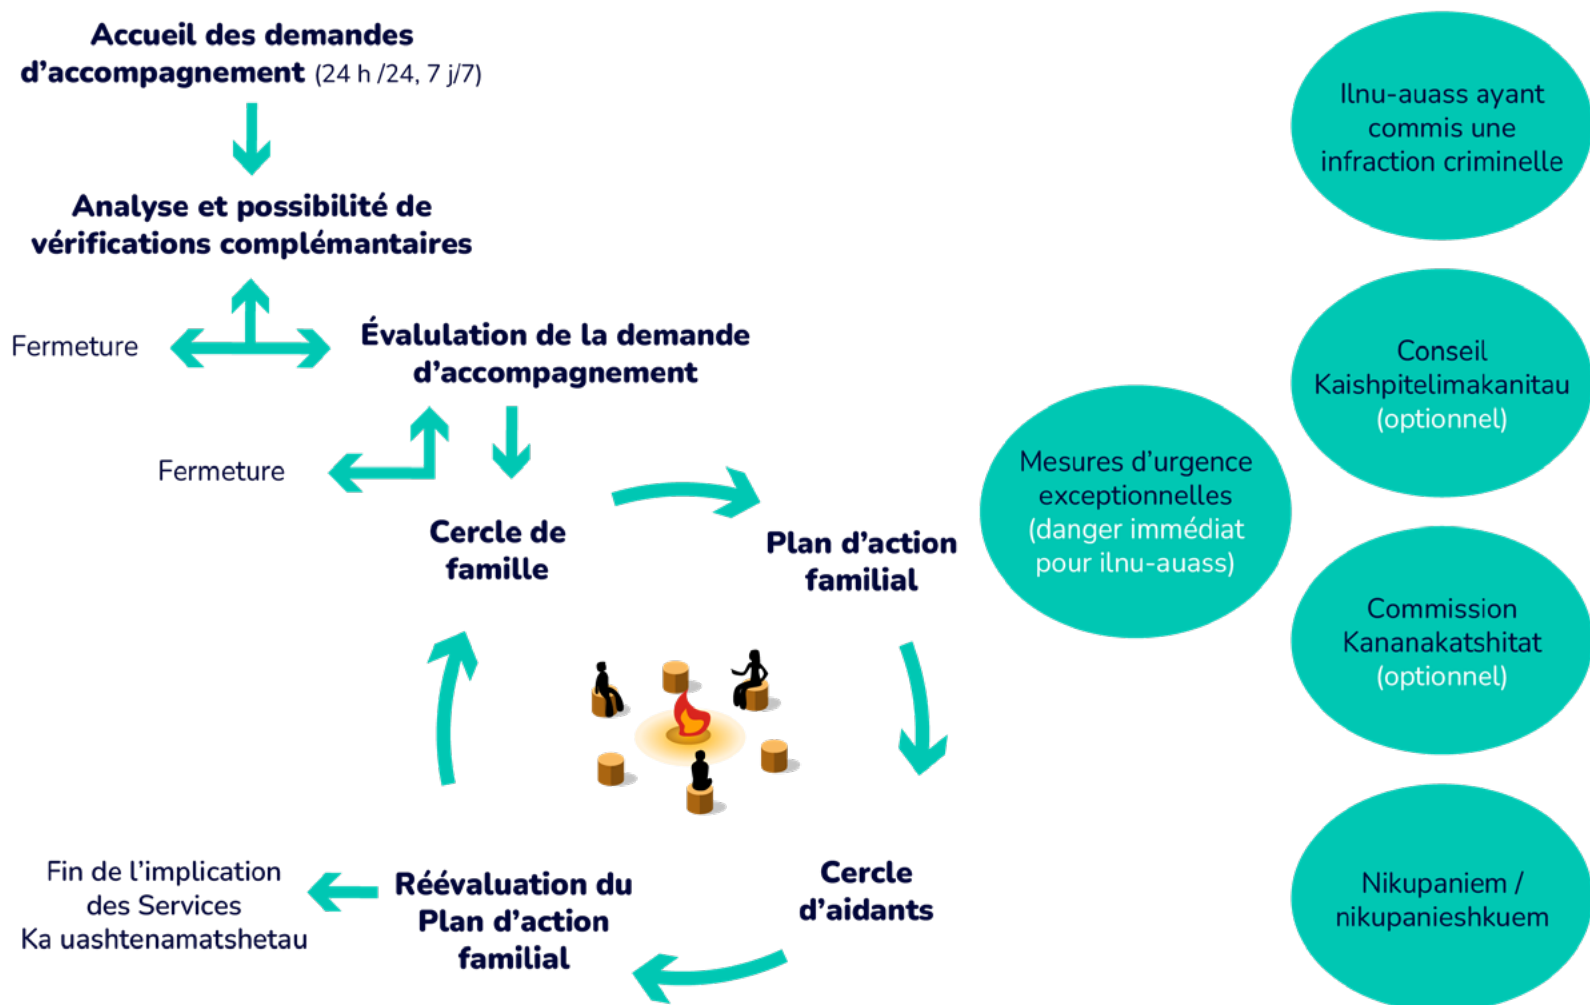 Accueil des demandes
d’accompagnement (24 h /24, 7 j/7)
Analyse et possibilité de
vérifications complémantaires
Fermeture
Évalulation de la demande
d’accompagnement
Fermeture
Cercle de
famille
Plan d’action
familial
Cercle
d’aidants
Réévaluation du
Plan d’action
familial
Fin de l’implication
des Services
Ka uashtenamatshetau
Mesures d’urgence
exceptionnelles
(danger immédiat
pour ilnu-auass)
Ilnu-auass ayant
commis une
infraction criminelle
Conseil
Kaishpitelimakanitau
(optionnel)
Commission
Kananakatshitat
(optionnel)
Nikupaniem /
nikupanieshkuem